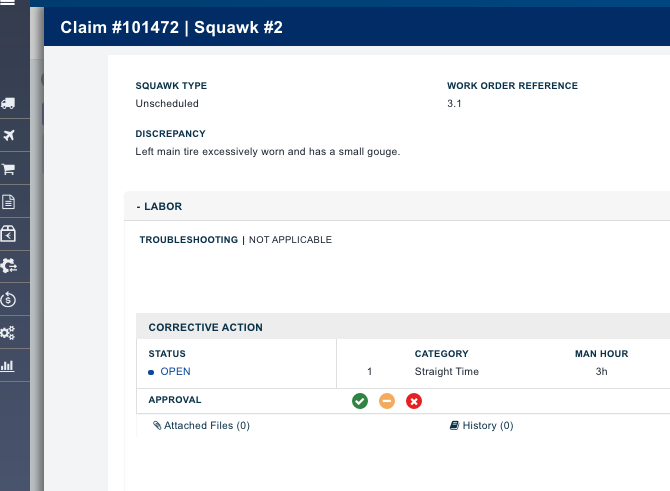 Claim #101472 | Squawk #2
SQUAWK TYPE
WORK ORDER REFERENCE
Unscheduled
3.1
DISCREPANCY
Left main tire excessively worn and has a small gouge.
- LABOR
TROUBLESHOOTING | NOT APPLICABLE
CORRECTIVE ACTION
STATUS
CATEGORY
MAN HOUR
OPEN
1
Straight Time
3h
APPROVAL
Attached Files (0)
History (0)